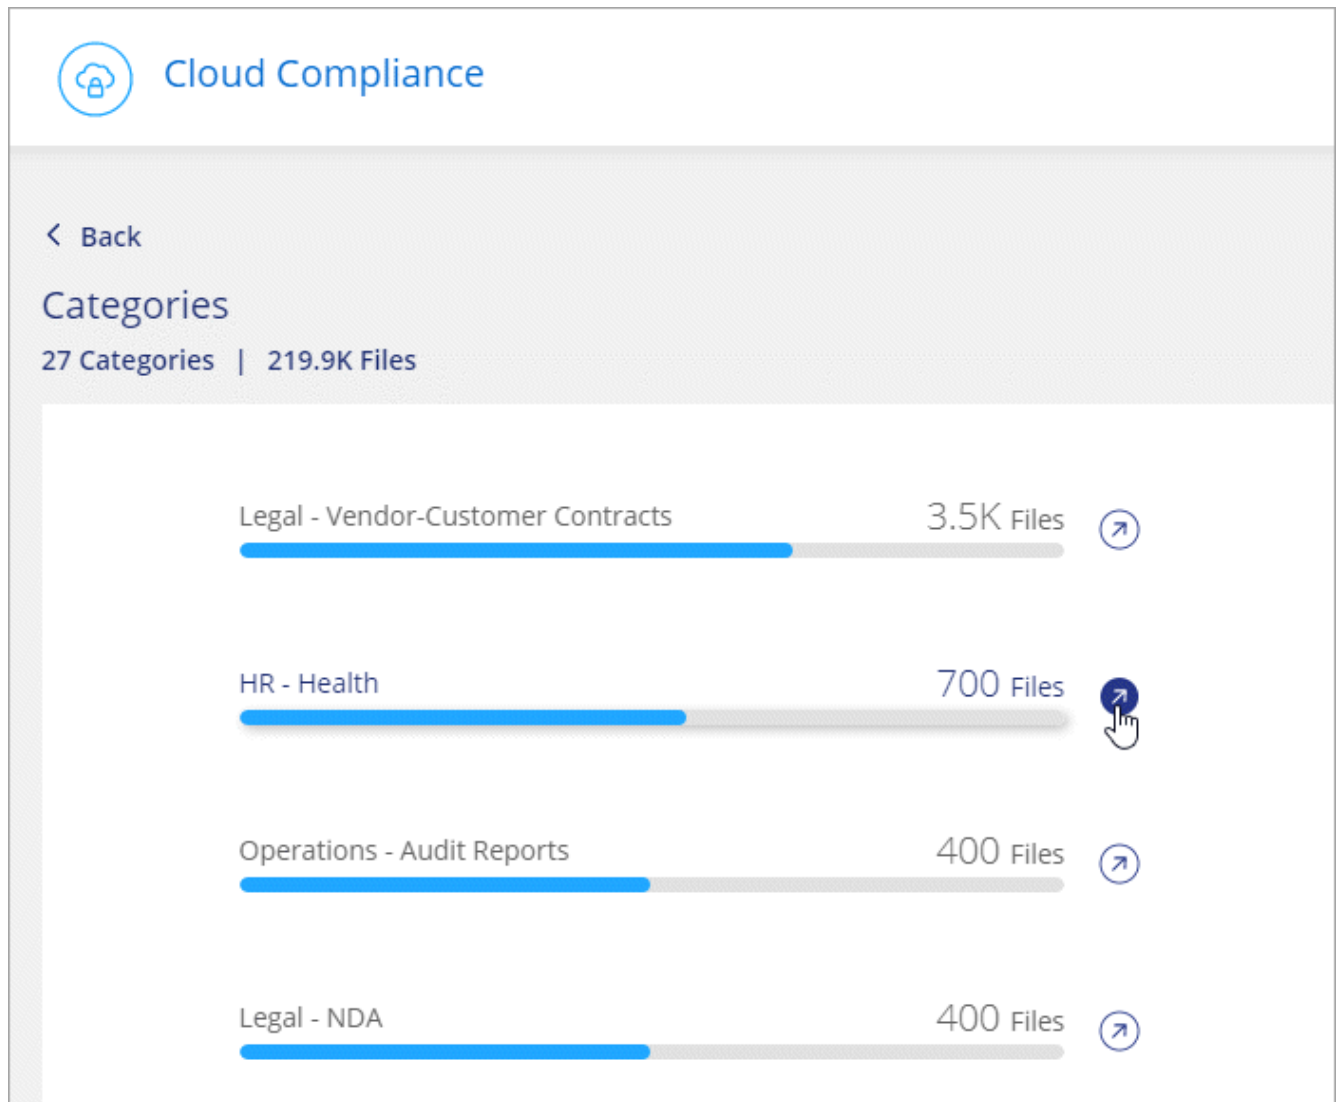 Cloud Compliance
Back
Categories
27 Categories | 219.9K Files
Legal - Vendor-Customer Contracts 3.5K Files
HR - Health 700 Files
Operations - Audit Reports 400 Files
Legal - NDA 400 Files